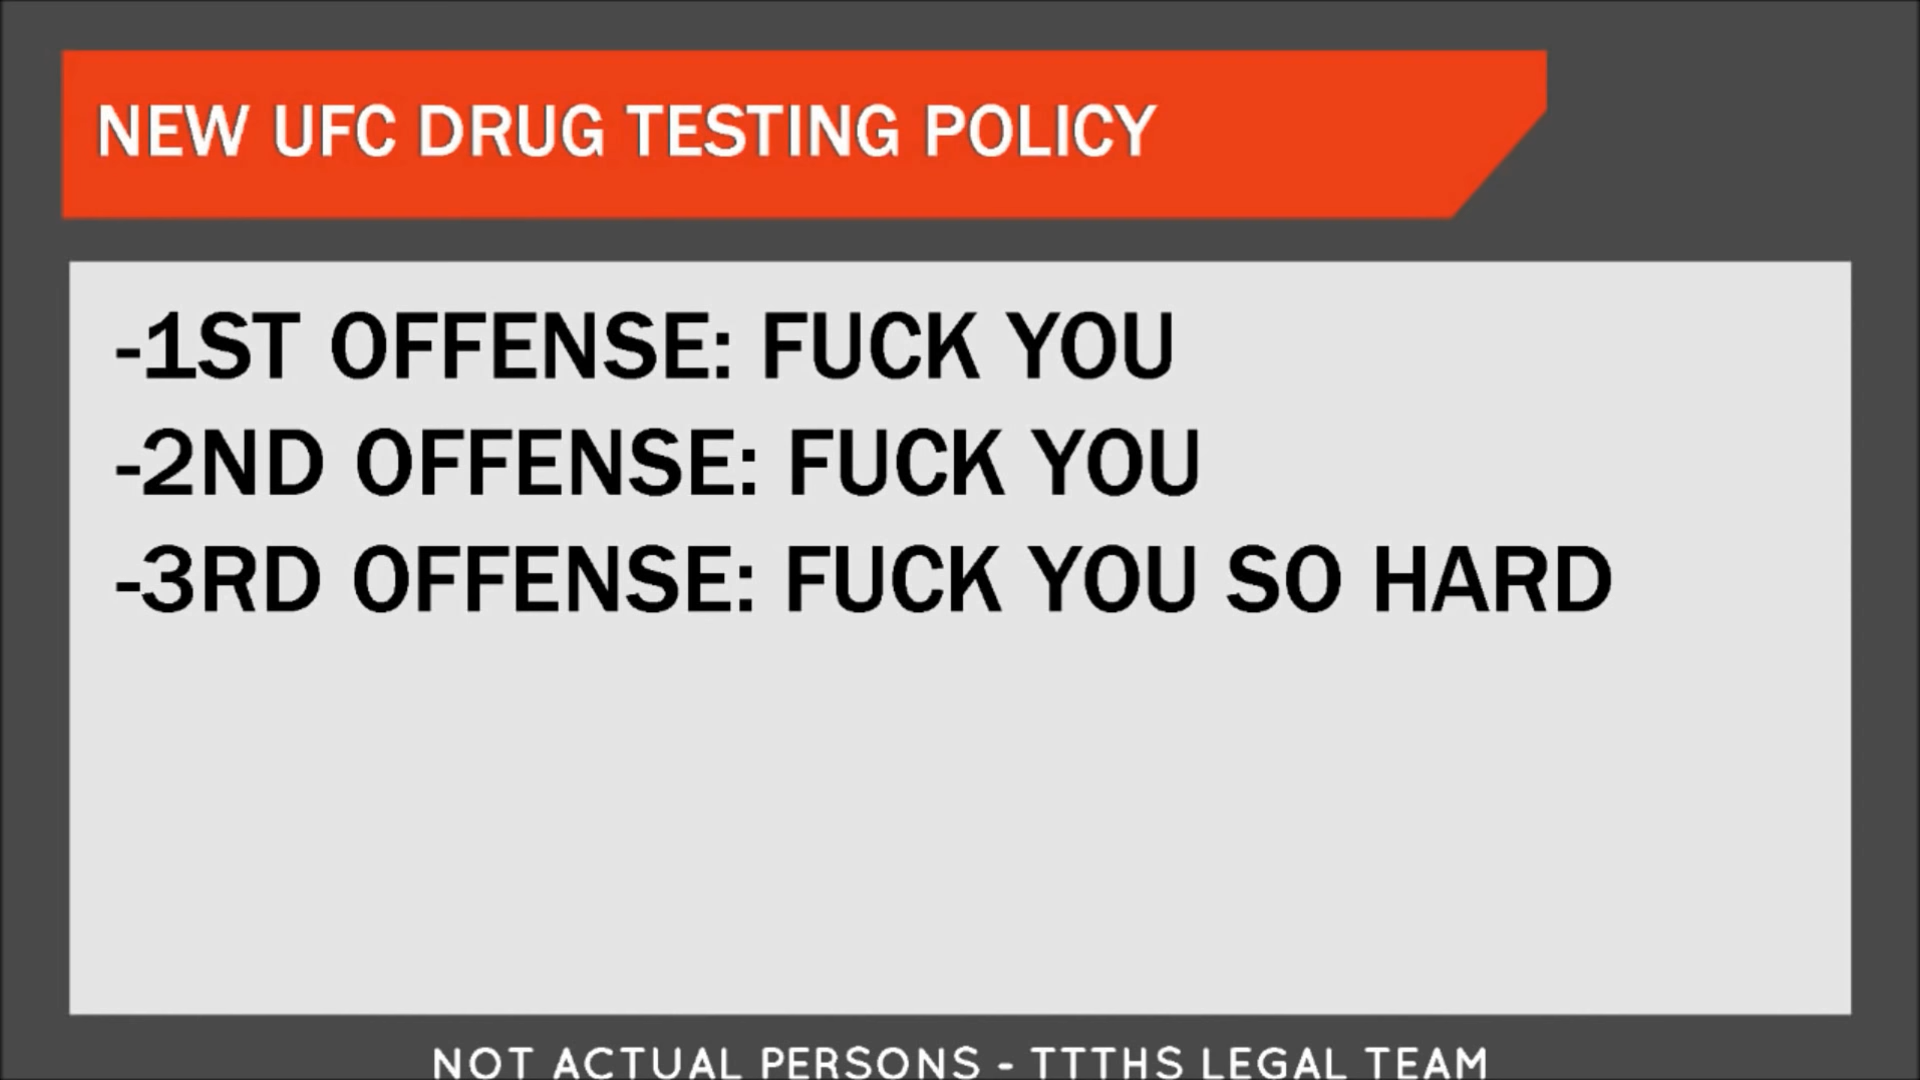 NEW UFC DRUG TESTING POLICY
-1ST OFFENSE: FUCK YOU
-2ND OFFENSE: FUCK YOU
-3RD OFFENSE: FUCK YOU SO HARD
NOT ACTUAL PERSONS - TTTHS LEGAL TEAM